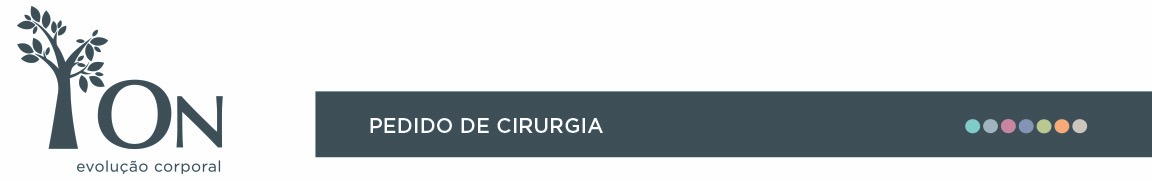 ON
evolução corporal
PEDIDO DE CIRURGIA